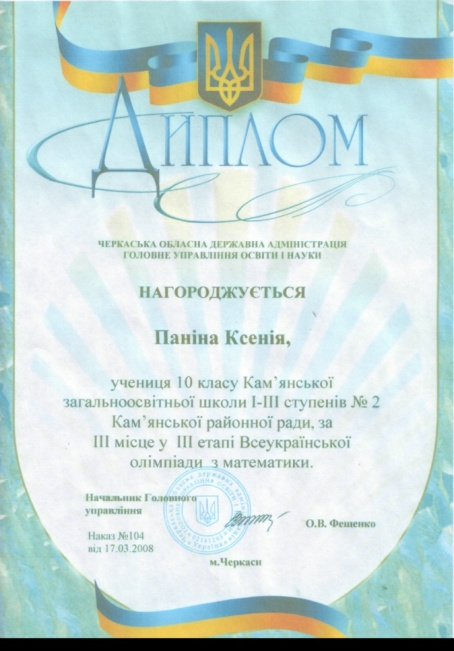 ДИПЛОМ
ЧЕРКАСЬКА ОБЛАСНА ДЕРЖАВНА АДМІНІСТРАЦІЯ
ГОЛОВНЕ УПРАВЛІННЯ ОСВІТИ І НАУКИ
НАГОРОДЖУЄТЬСЯ
Паніна Ксенія,
учениця 10 класу Кам’янської
загальноосвітньої школи І-ІІІ ступенів № 2
Кам’янської районної ради, за
ІІІ місце у ІІІ етапі Всеукраїнської
олімпіади з математики.
Начальник Головного
управління
О.В. Фещенко
Наказ №104
від 17.03.2008
м.Черкаси